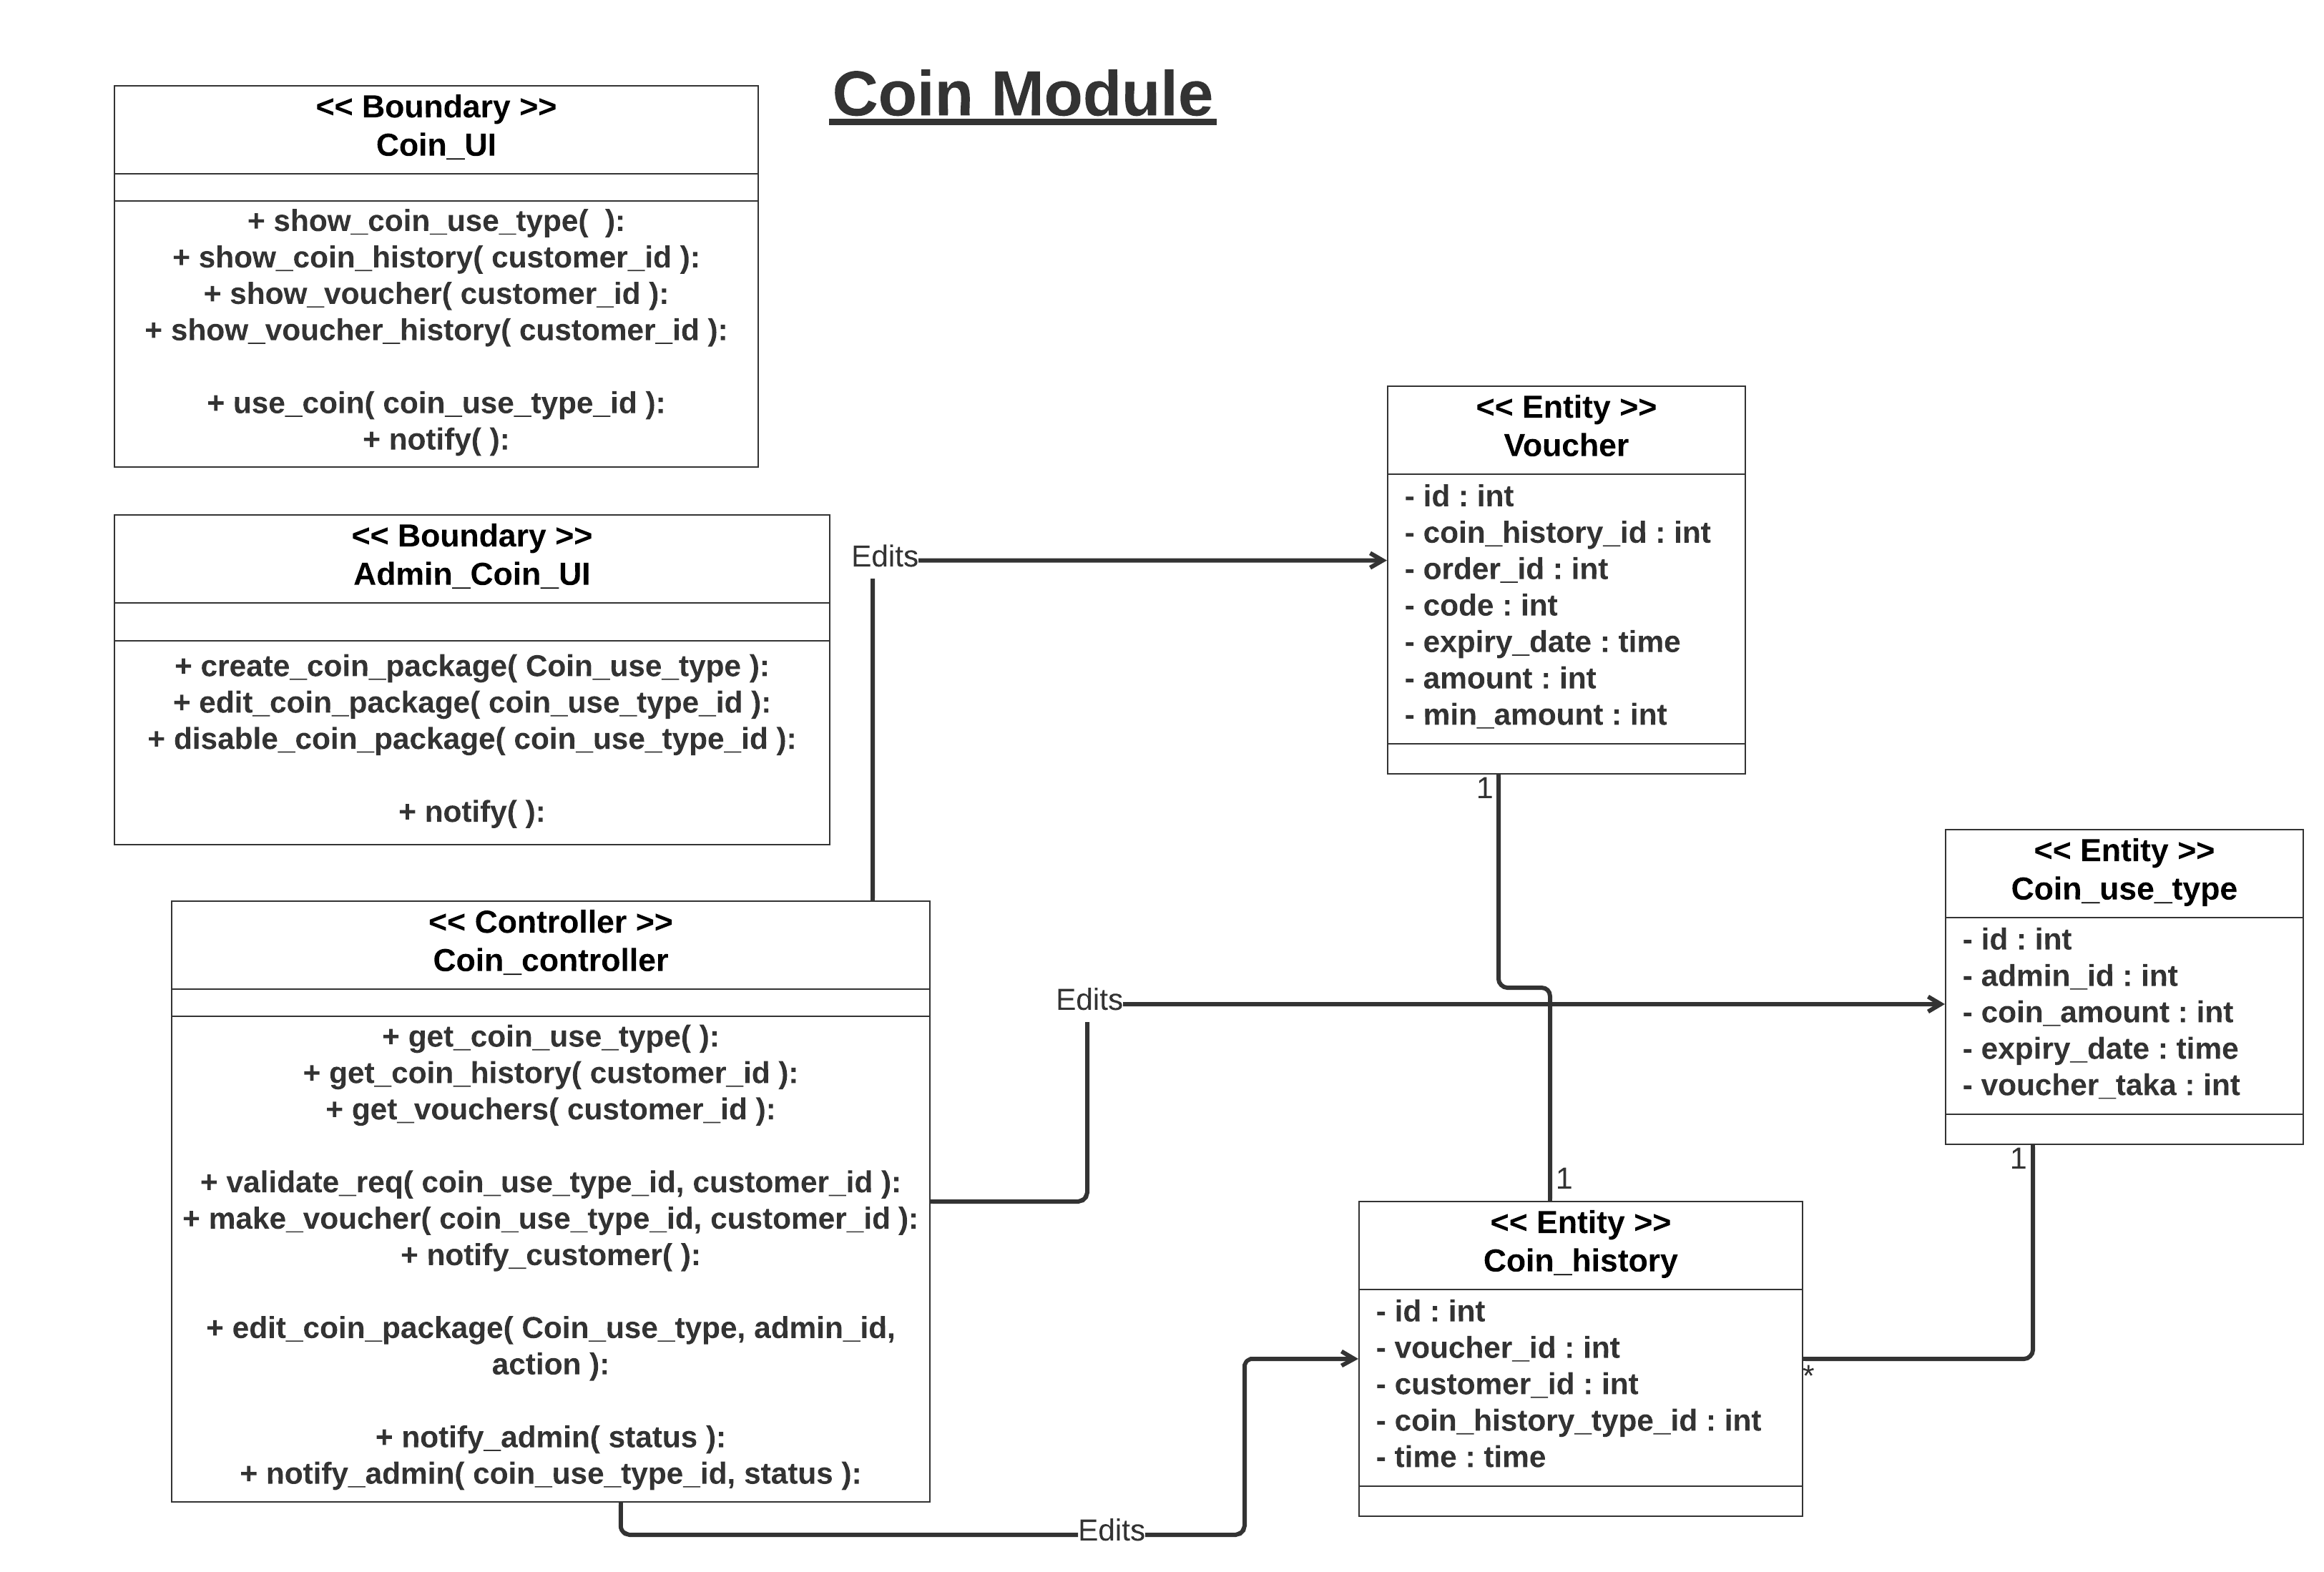 Coin Module
<< Boundary >>
Coin_UI
+ show_coin_use_type(  ):
+ show_coin_history( customer_id ):
+ show_voucher( customer_id ):
+ show_voucher_history( customer_id ):
+ use_coin( coin_use_type_id ):
+ notify( ):
<< Boundary >>
Admin_Coin_UI
+ create_coin_package( Coin_use_type ):
+ edit_coin_package( coin_use_type_id ):
+ disable_coin_package( coin_use_type_id ):
+ notify( ):
<< Controller >>
Coin_controller
+ get_coin_use_type( ):
+ get_coin_history( customer_id ):
+ get_vouchers( customer_id ):
+ validate_req( coin_use_type_id, customer_id ):
+ make_voucher( coin_use_type_id, customer_id ):
+ notify_customer( ):
+ edit_coin_package( Coin_use_type, admin_id,
action ):
+ notify_admin( status ):
+ notify_admin( coin_use_type_id, status ):
Edits
Edits
Edits
<< Entity >>
Voucher
- id : int
- coin_history_id : int
- order_id : int
- code : int
- expiry_date : time
- amount : int
- min_amount : int
1
1
<< Entity >>
Coin_history
- id : int
- voucher_id : int
- customer_id : int
- coin_history_type_id : int
- time : time
*
<< Entity >>
Coin_use_type
- id : int
- admin_id : int
- coin_amount : int
- expiry_date : time
- voucher_taka : int
1